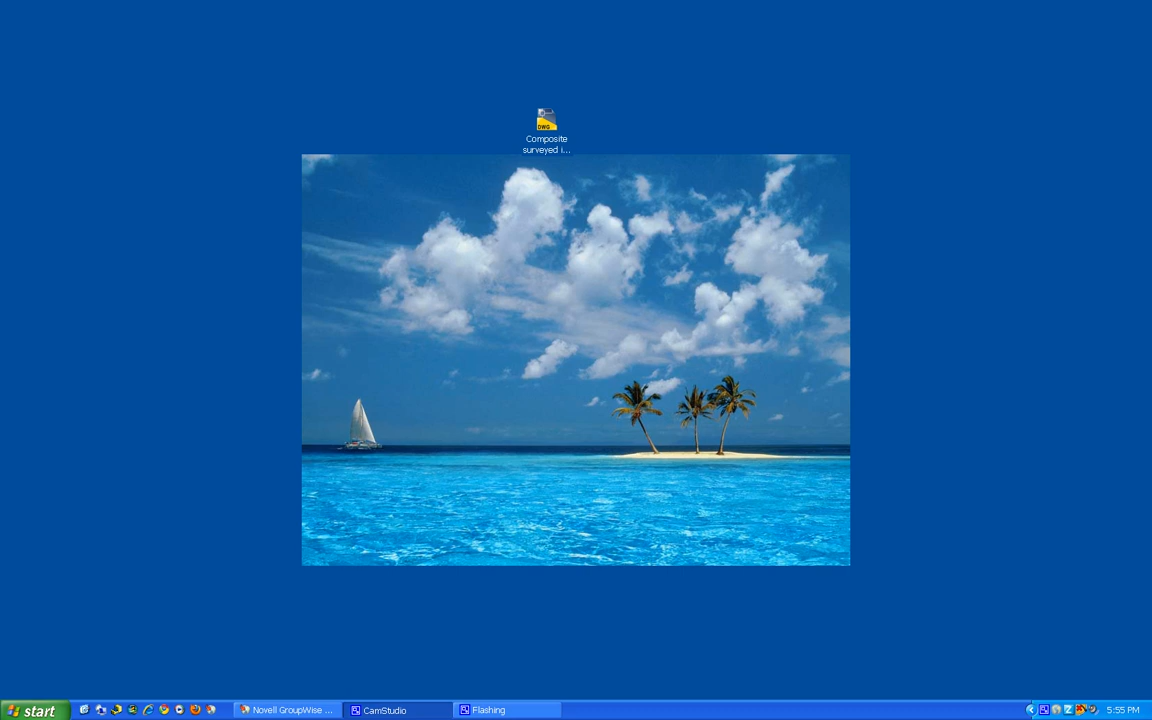 DWG
Composite
surveyed i...
start
Novell GroupWise ...
CamStudio
Flashing
5:55 PM